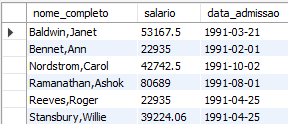 nome_completo salario data_admissao
Baldwin,Janet 53167.5 1991-03-21
Bennet,Ann 22935 1991-02-01
Nordstrom,Carol 42742.5 1991-10-02
Ramanathan,Ashok 80689 1991-08-01
Reeves,Roger 22935 1991-04-25
Stansbury,Willie 39224.06 1991-04-25